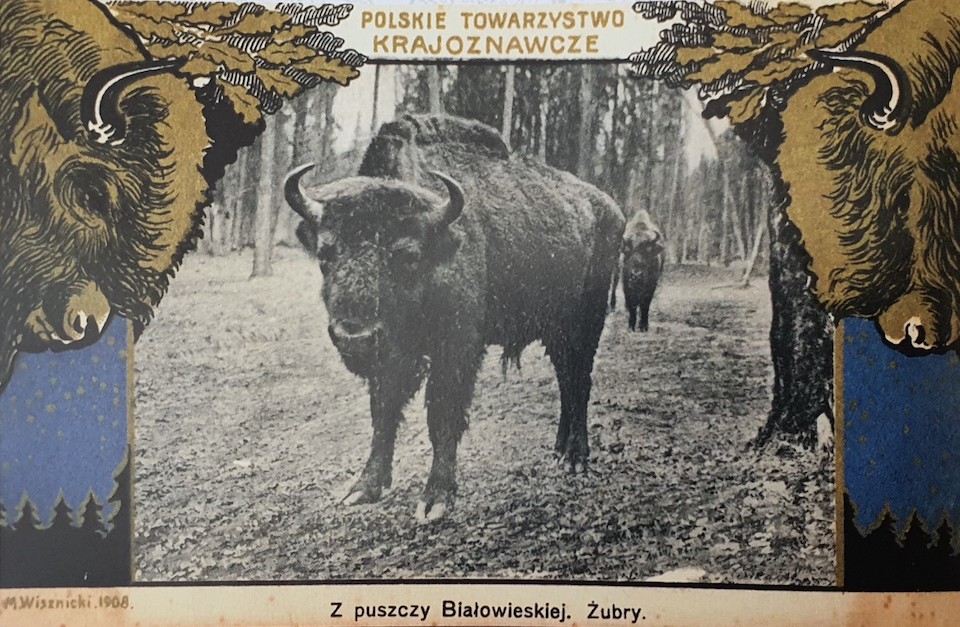 POLSKIE TOWARZYSTWO
KRAJOZNAWCZE
M.Wisznicki.1908.
Z puszczy Białowieskiej. Żubry.